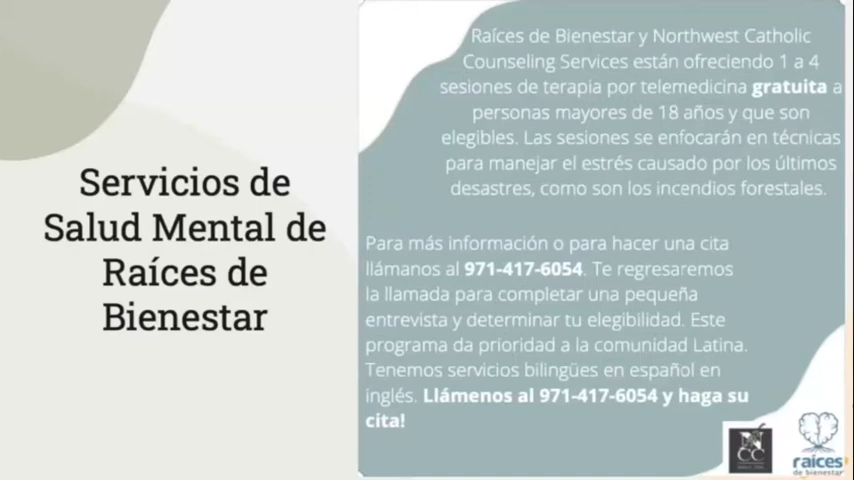 Servicios de
Salud Mental de
Raíces de
Bienestar
Raíces de Bienestar y Northwest Catholic
Counseling Services están ofreciendo 1 a 4
sesiones de terapia por telemedicina gratuita a
personas mayores de 18 años y que son
elegibles. Las sesiones se enfocarán en técnicas
para manejar el estrés causado por los últimos
desastres, como son los incendios forestales.
Para más información o para hacer una cita
llámanos al 971-417-6054. Te regresaremos
la llamada para completar una pequeña
entrevista y determinar tu elegibilidad. Este
programa da prioridad a la comunidad Latina.
Tenemos servicios bilingües en español en
inglés. Llámenos al 971-417-6054 y haga su
cita!
CC
raíces
de bienestar